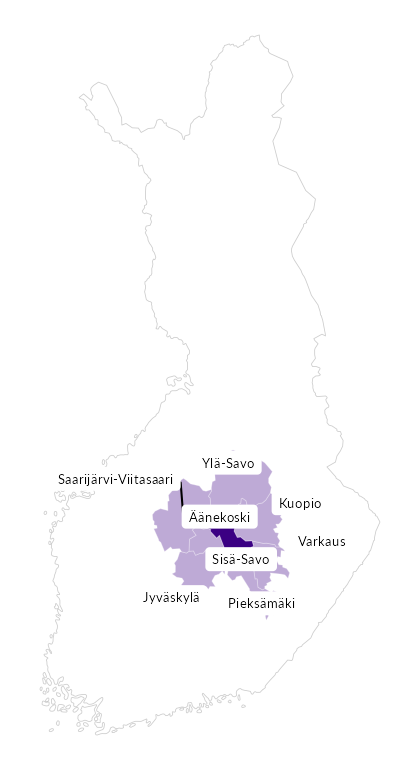 Ylä-Savo
Saarijärvi-Viitasaari
Kuopio
Äänekoski
Varkaus
Sisä-Savo
Jyväskylä
Pieksämäki